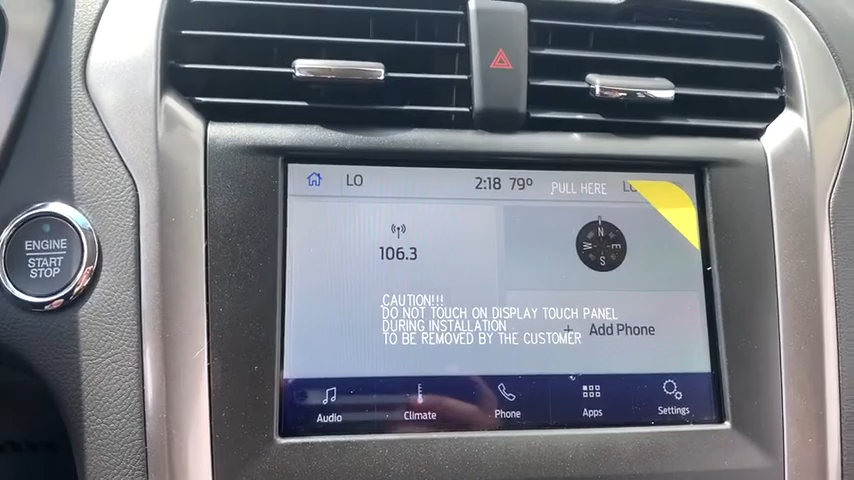 LO 2:18 79° PULL HERE
ENGINE
START
STOP
106.3
N
W E
S
CAUTION!!!
DO NOT TOUCH ON DISPLAY TOUCH PANEL
DURING INSTALLATION
TO BE REMOVED BY THE CUSTOMER
+ Add Phone
Audio Climate Phone Apps Settings